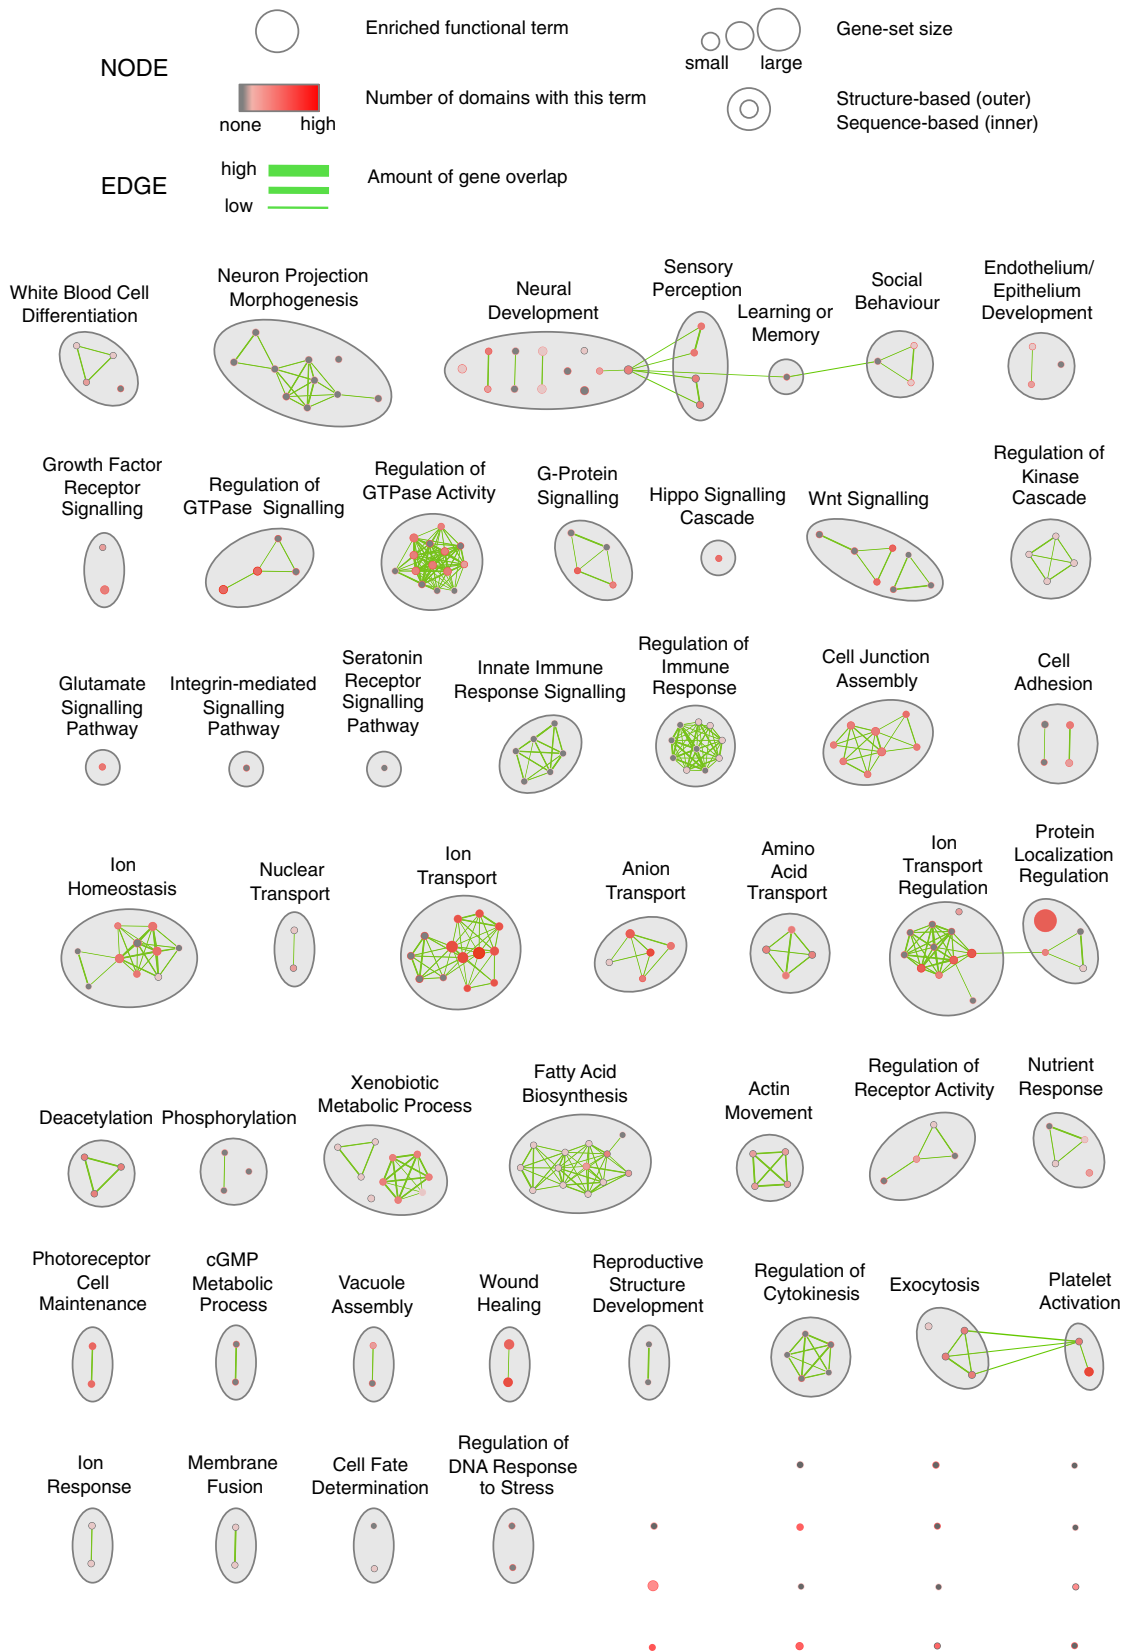 NODE
Enriched functional term
small
large
Gene-set size
none
high
Number of domains with this term
Structure-based (outer)
Sequence-based (inner)
EDGE
high
low
Amount of gene overlap
White Blood Cell
Differentiation
Neuron Projection
Morphogenesis
Neural
Development
Sensory
Perception
Learning or
Memory
Social
Behaviour
Endothelium/
Epithelium
Development
Growth Factor
Receptor
Signalling
Regulation of
GTPase Signalling
Regulation of
GTPase Activity
G-Protein
Signalling
Hippo Signalling
Cascade
Wnt Signalling
Regulation of
Kinase
Cascade
Glutamate
Signalling
Pathway
Integrin-mediated
Signalling
Pathway
Seratonin
Receptor
Signalling
Pathway
Innate Immune
Response Signalling
Regulation of
Immune
Response
Cell Junction
Assembly
Cell
Adhesion
Ion
Homeostasis
Nuclear
Transport
Ion
Transport
Anion
Transport
Amino
Acid
Transport
Ion
Transport
Regulation
Protein
Localization
Regulation
Deacetylation
Phosphorylation
Xenobiotic
Metabolic Process
Fatty Acid
Biosynthesis
Actin
Movement
Regulation of
Receptor Activity
Nutrient
Response
Photoreceptor
Cell
Maintenance
cGMP
Metabolic
Process
Vacuole
Assembly
Wound
Healing
Reproductive
Structure
Development
Regulation of
Cytokinesis
Exocytosis
Platelet
Activation
Ion
Response
Membrane
Fusion
Cell Fate
Determination
Regulation of
DNA Response
to Stress